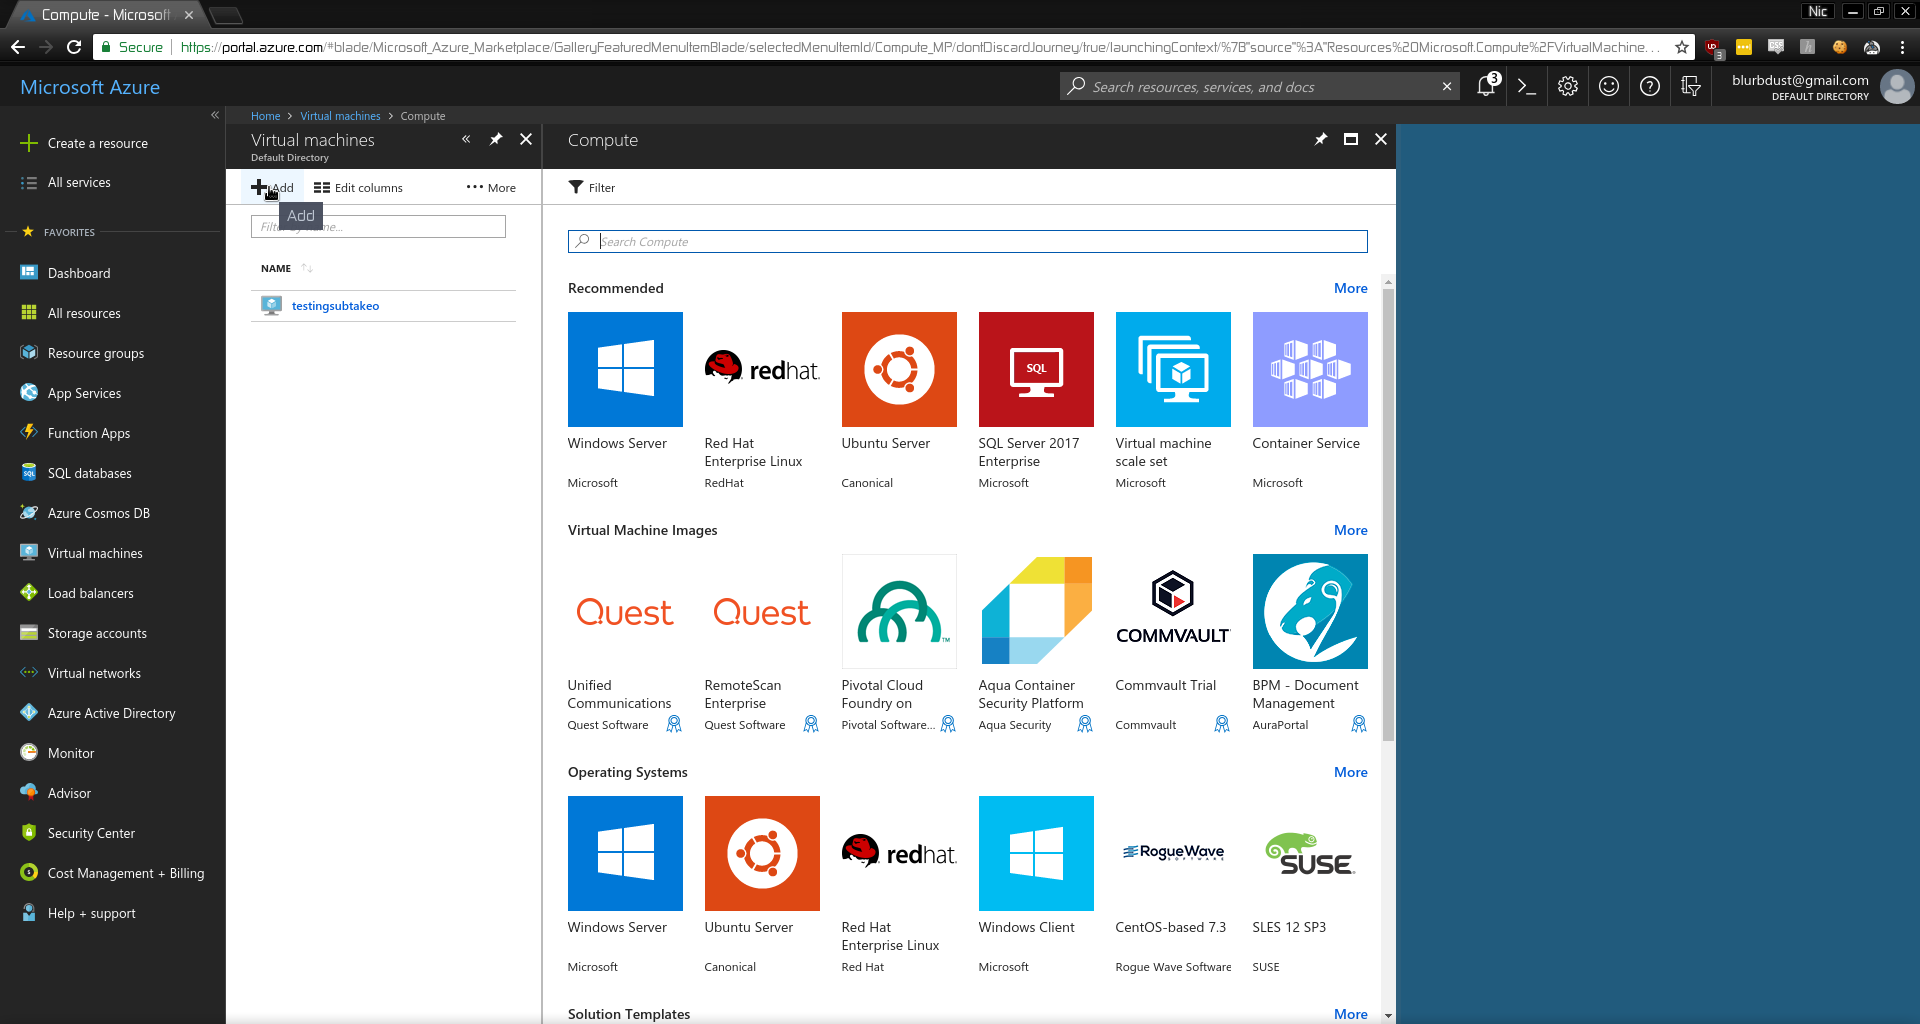 Compute - Microsoft
Nic
Secure
https://portal.azure.com/#blade/Microsoft_Azure_Marketplace/GalleryFeaturedMenuItemBlade/selectedMenuItemId/Compute_MP/dontDiscardJourney/true/launchingContext/%7B"source"%3A"Resources%20Microsoft.Compute%2FVirtualMachine...
3
Microsoft Azure
Search resources, services, and docs
3
blurbdust@gmail.com
DEFAULT DIRECTORY
Create a resource
All services
FAVORITES
Dashboard
All resources
Resource groups
App Services
Function Apps
SQL databases
Azure Cosmos DB
Virtual machines
Load balancers
Storage accounts
Virtual networks
Azure Active Directory
Monitor
Advisor
Security Center
Cost Management + Billing
Help + support
Home > Virtual machines > Compute
Virtual machines
Default Directory
Add
Edit columns
More
Add
NAME
testingsubtakeo
Compute
Filter
Search Compute
Recommended
More
redhat.
SQL
Windows Server
Microsoft
Red Hat
Enterprise Linux
RedHat
Ubuntu Server
Canonical
SQL Server 2017
Enterprise
Microsoft
Virtual machine
scale set
Microsoft
Container Service
Microsoft
Virtual Machine Images
More
Quest
Quest
TM
COMMVAULT
Unified
Communications
Quest Software
RemoteScan
Enterprise
Quest Software
Pivotal Cloud
Foundry on
Pivotal Software...
Aqua Container
Security Platform
Aqua Security
Commvault Trial
Commvault
BPM - Document
Management
AuraPortal
Operating Systems
More
redhat.
RogueWave
SOFTWARE
SUSE
Windows Server
Microsoft
Ubuntu Server
Canonical
Red Hat
Enterprise Linux
Red Hat
Windows Client
Microsoft
CentOS-based 7.3
Rogue Wave Software
SLES 12 SP3
SUSE
Solution Templates
More